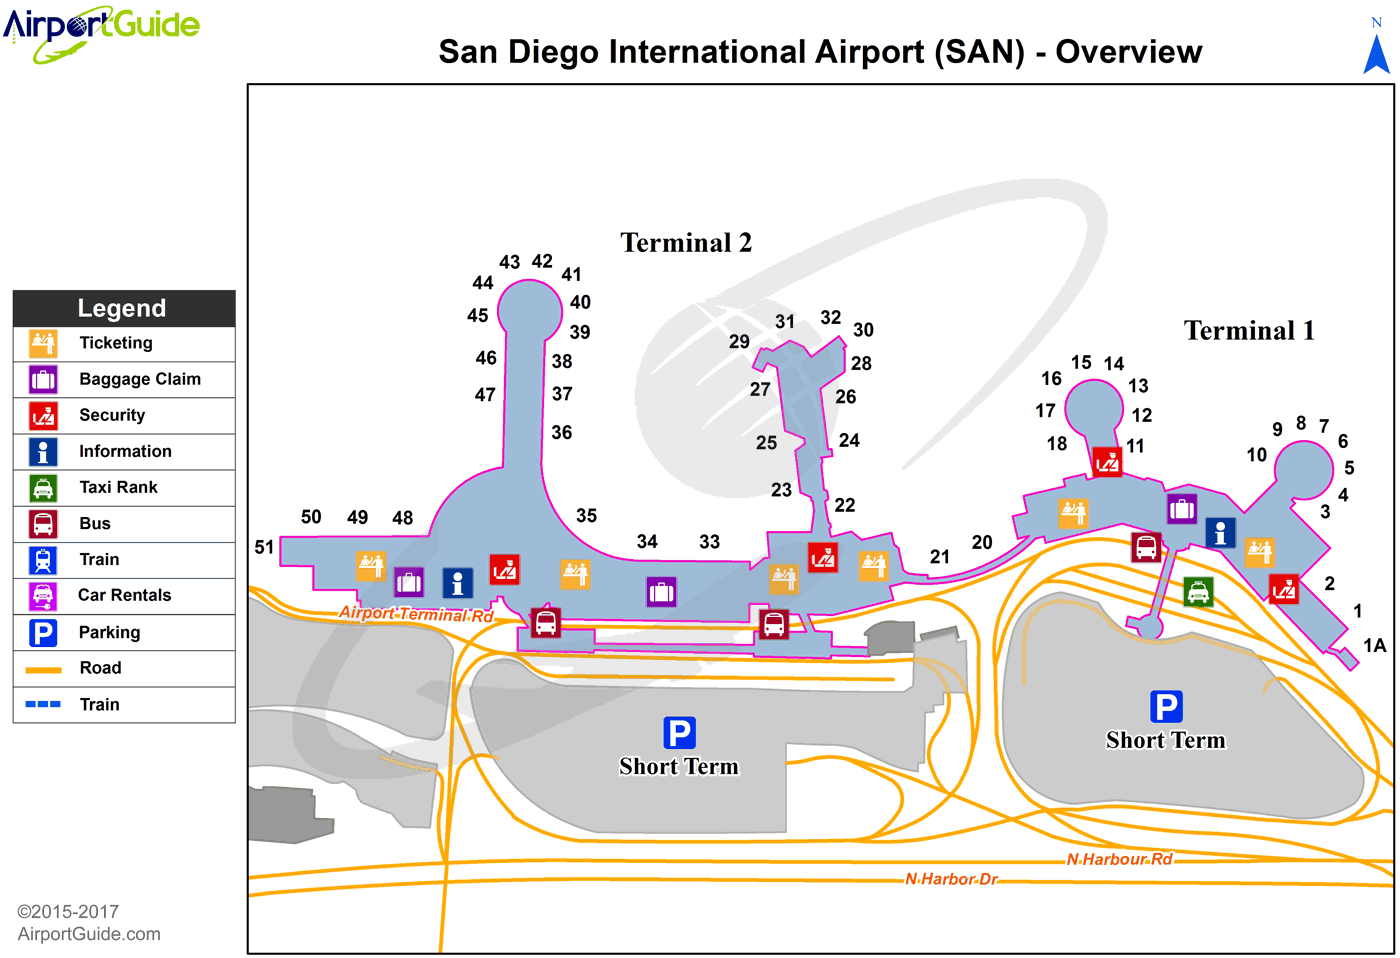 AirportGuide
San Diego International Airport (SAN) - Overview
N
Legend
Ticketing
Baggage Claim
Security
Information
Taxi Rank
Bus
Train
Car Rentals
P Parking
Road
Train
Terminal 2
43 42
44 41
45 40
39
46 38
47 37
36
50 49 48 35
51 34 33
31 32
29 30
28
27 26
25 24
23 22
21 20
Terminal 1
15 14
16 13
17 12
18 11
9 8 7
10 6
5
4
3
2
1
1A
Airport Terminal Rd
P
Short Term
P
Short Term
N Harbour Rd
N Harbor Dr
©2015-2017
AirportGuide.com